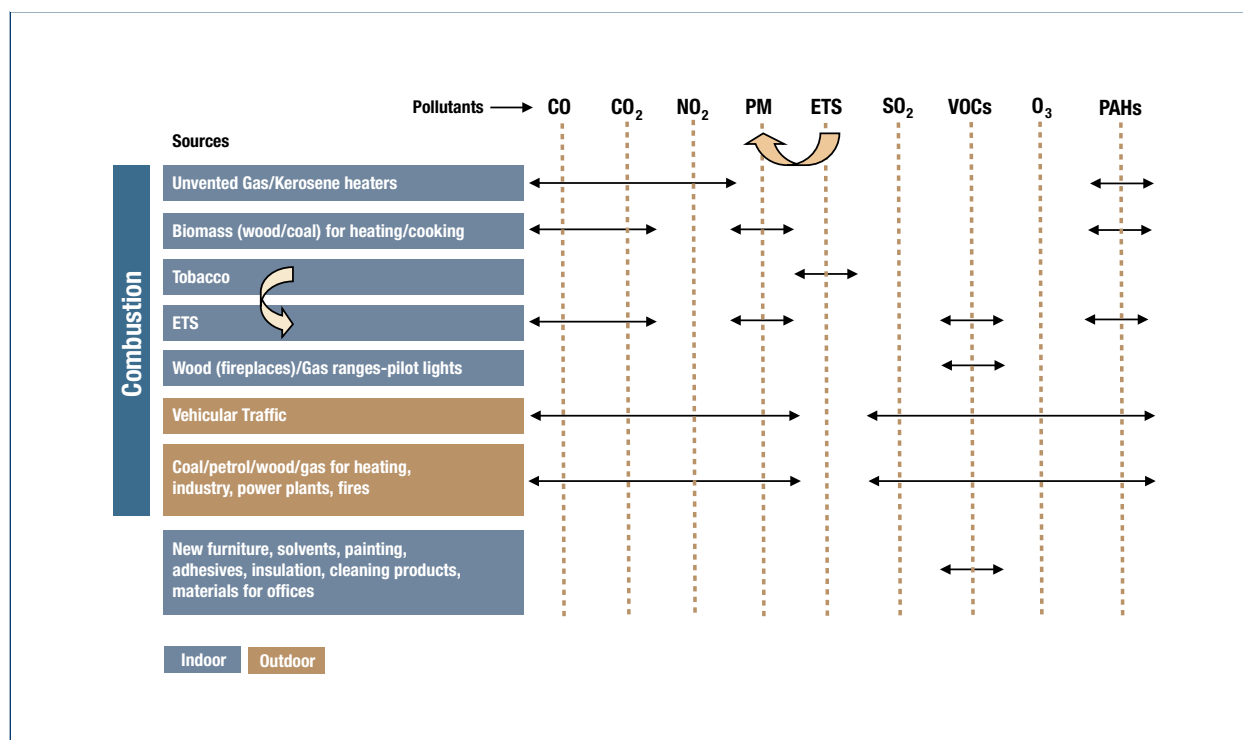 Pollutants
CO
CO2
NO2
PM
ETS
SO2
VOCs
O3
PAHs
Sources
Combustion
Unvented Gas/Kerosene heaters
Biomass (wood/coal) for heating/cooking
Tobacco
ETS
Wood (fireplaces)/Gas ranges-pilot lights
Vehicular Traffic
Coal/petrol/wood/gas for heating,
industry, power plants, fires
New furniture, solvents, painting,
adhesives, insulation, cleaning products,
materials for offices
Indoor
Outdoor